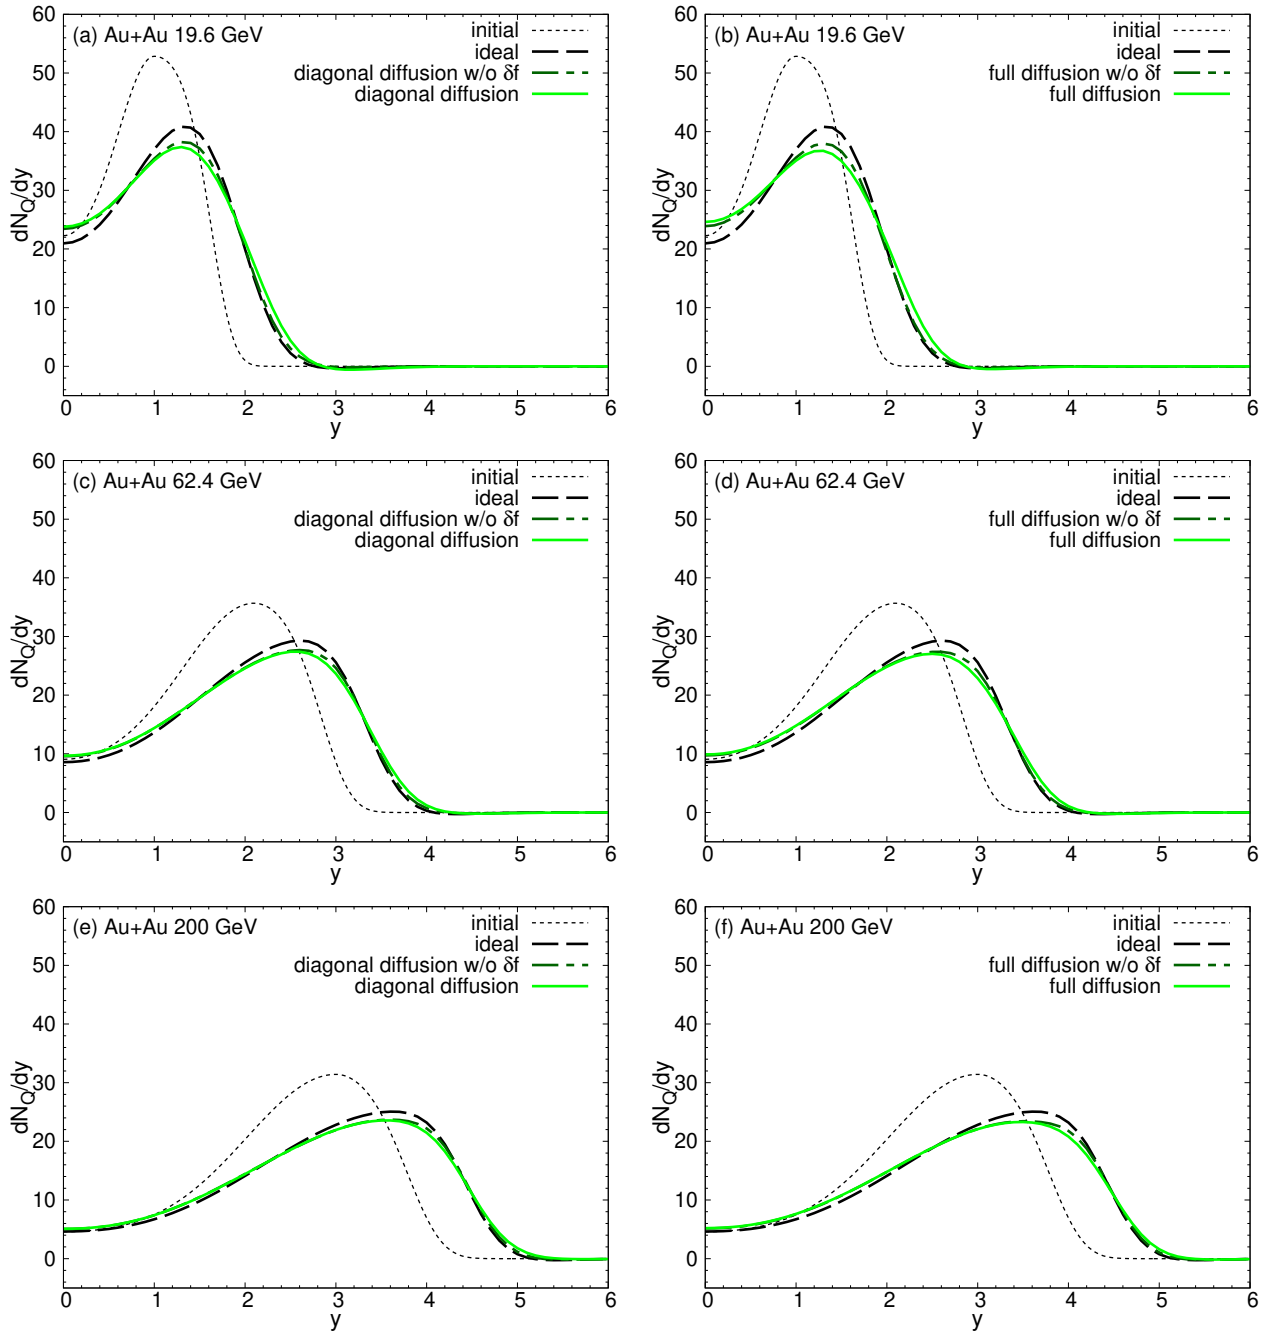 (a) Au+Au 19.6 GeV
initial
ideal
diagonal diffusion w/o δf
diagonal diffusion
60
50
40
30
20
10
0
dN_Q/dy
0 1 2 3 4 5 6
y
(b) Au+Au 19.6 GeV
initial
ideal
full diffusion w/o δf
full diffusion
60
50
40
30
20
10
0
dN_Q/dy
0 1 2 3 4 5 6
y
(c) Au+Au 62.4 GeV
initial
ideal
diagonal diffusion w/o δf
diagonal diffusion
60
50
40
30
20
10
0
dN_Q/dy
0 1 2 3 4 5 6
y
(d) Au+Au 62.4 GeV
initial
ideal
full diffusion w/o δf
full diffusion
60
50
40
30
20
10
0
dN_Q/dy
0 1 2 3 4 5 6
y
(e) Au+Au 200 GeV
initial
ideal
diagonal diffusion w/o δf
diagonal diffusion
60
50
40
30
20
10
0
dN_Q/dy
0 1 2 3 4 5 6
y
(f) Au+Au 200 GeV
initial
ideal
full diffusion w/o δf
full diffusion
60
50
40
30
20
10
0
dN_Q/dy
0 1 2 3 4 5 6
y